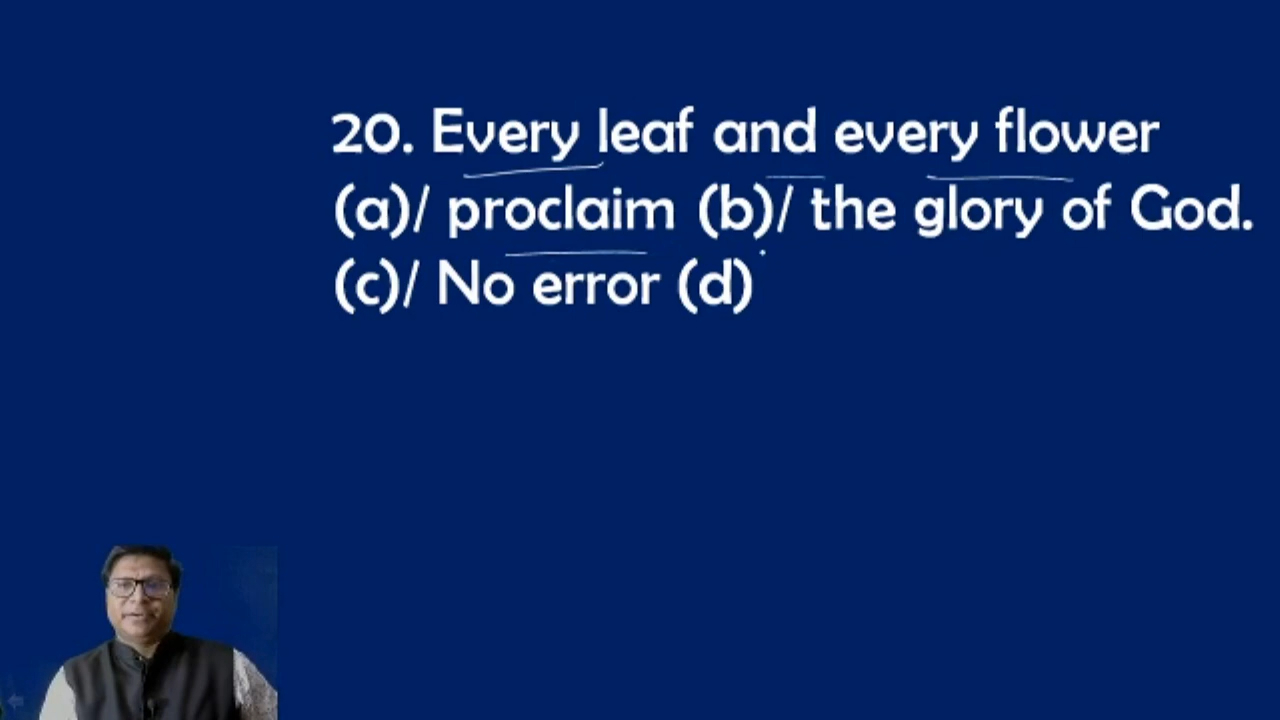 20. Every leaf and every flower
(a)/ proclaim (b)/ the glory of God.
(c)/ No error (d)